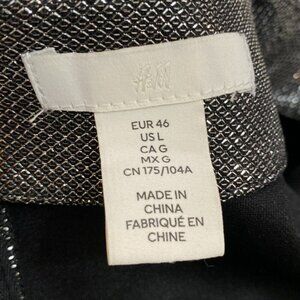 H&M
EUR 46
US L
CA G
MX G
CN 175/104A
MADE IN
CHINA
FABRIQUÉ EN
CHINE